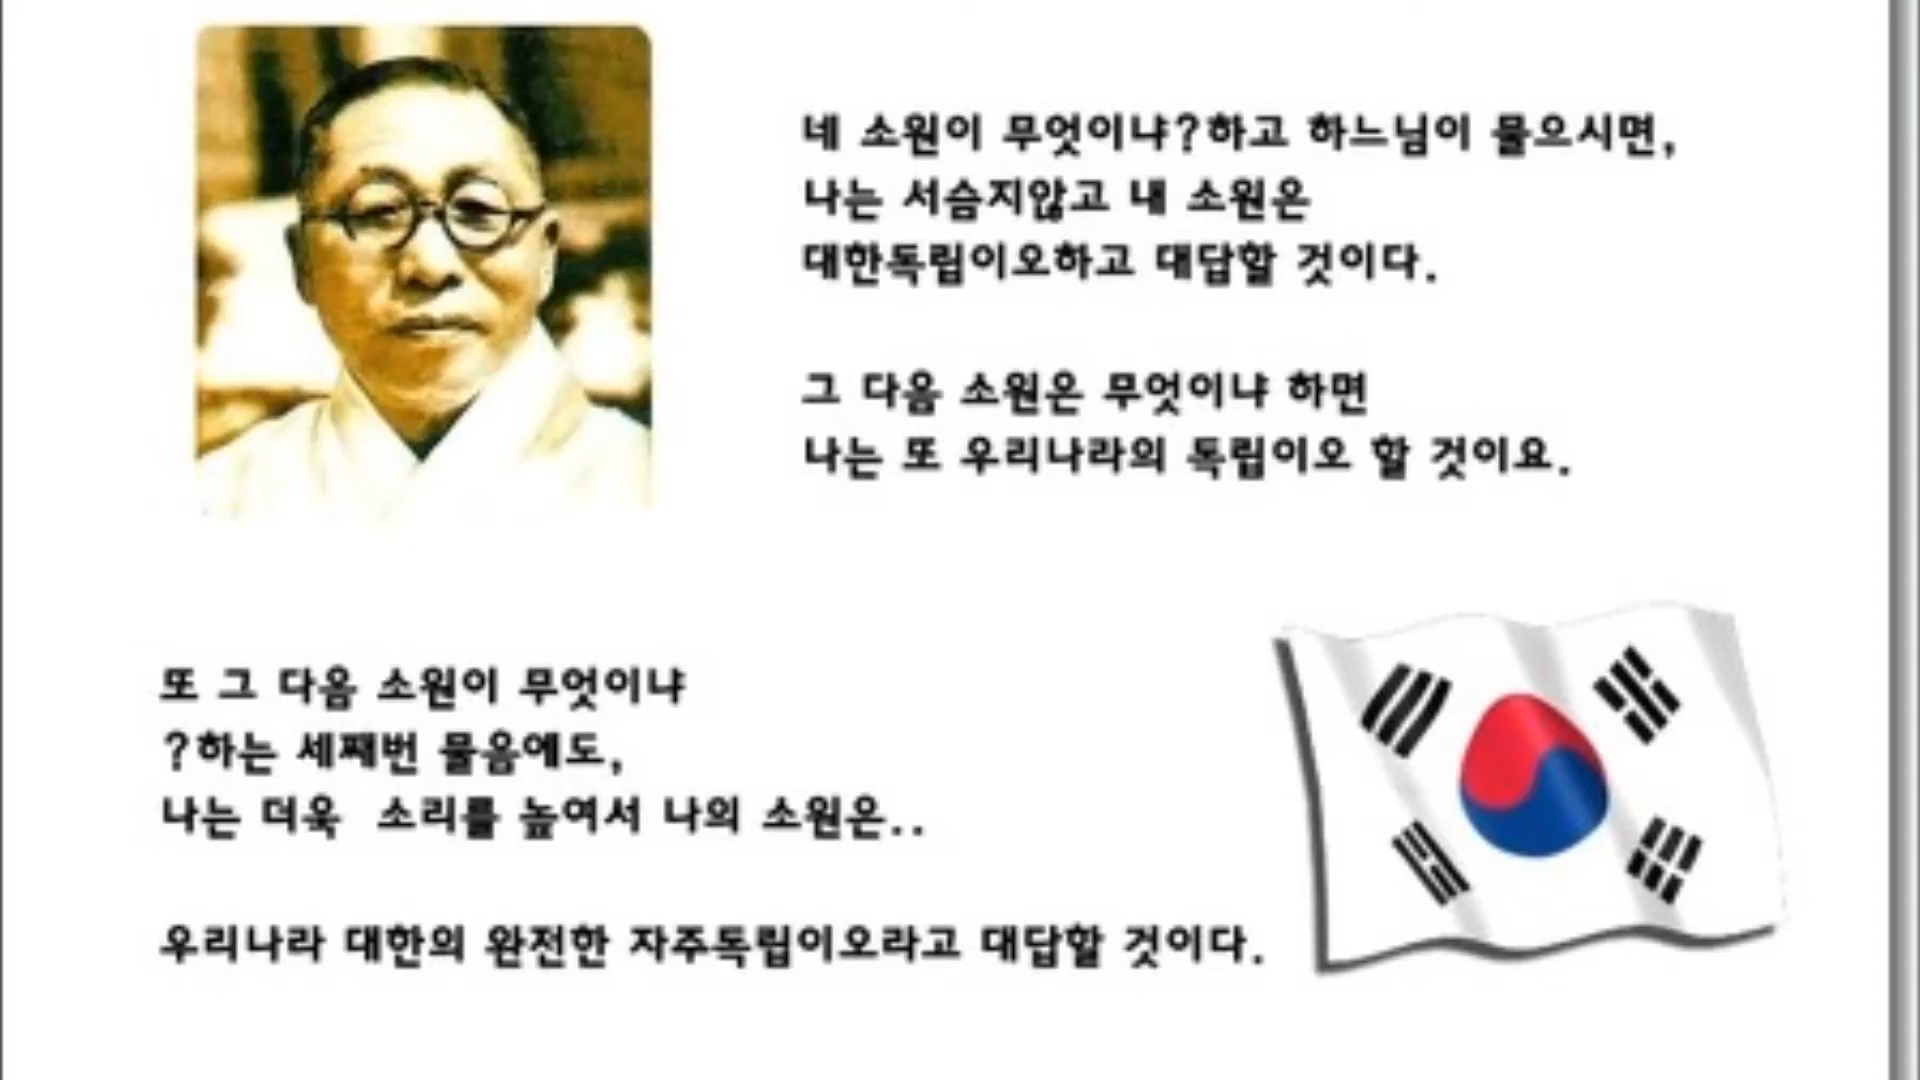 네 소원이 무엇이냐?하고 하느님이 물으시면,
나는 서슴지않고 내 소원은
대한독립이오하고 대답할 것이다.
그 다음 소원은 무엇이냐 하면
나는 또 우리나라의 독립이오 할 것이요.
또 그 다음 소원이 무엇이냐
?하는 세째번 물음에도,
나는 더욱 소리를 높여서 나의 소원은..
우리나라 대한의 완전한 자주독립이오라고 대답할 것이다.